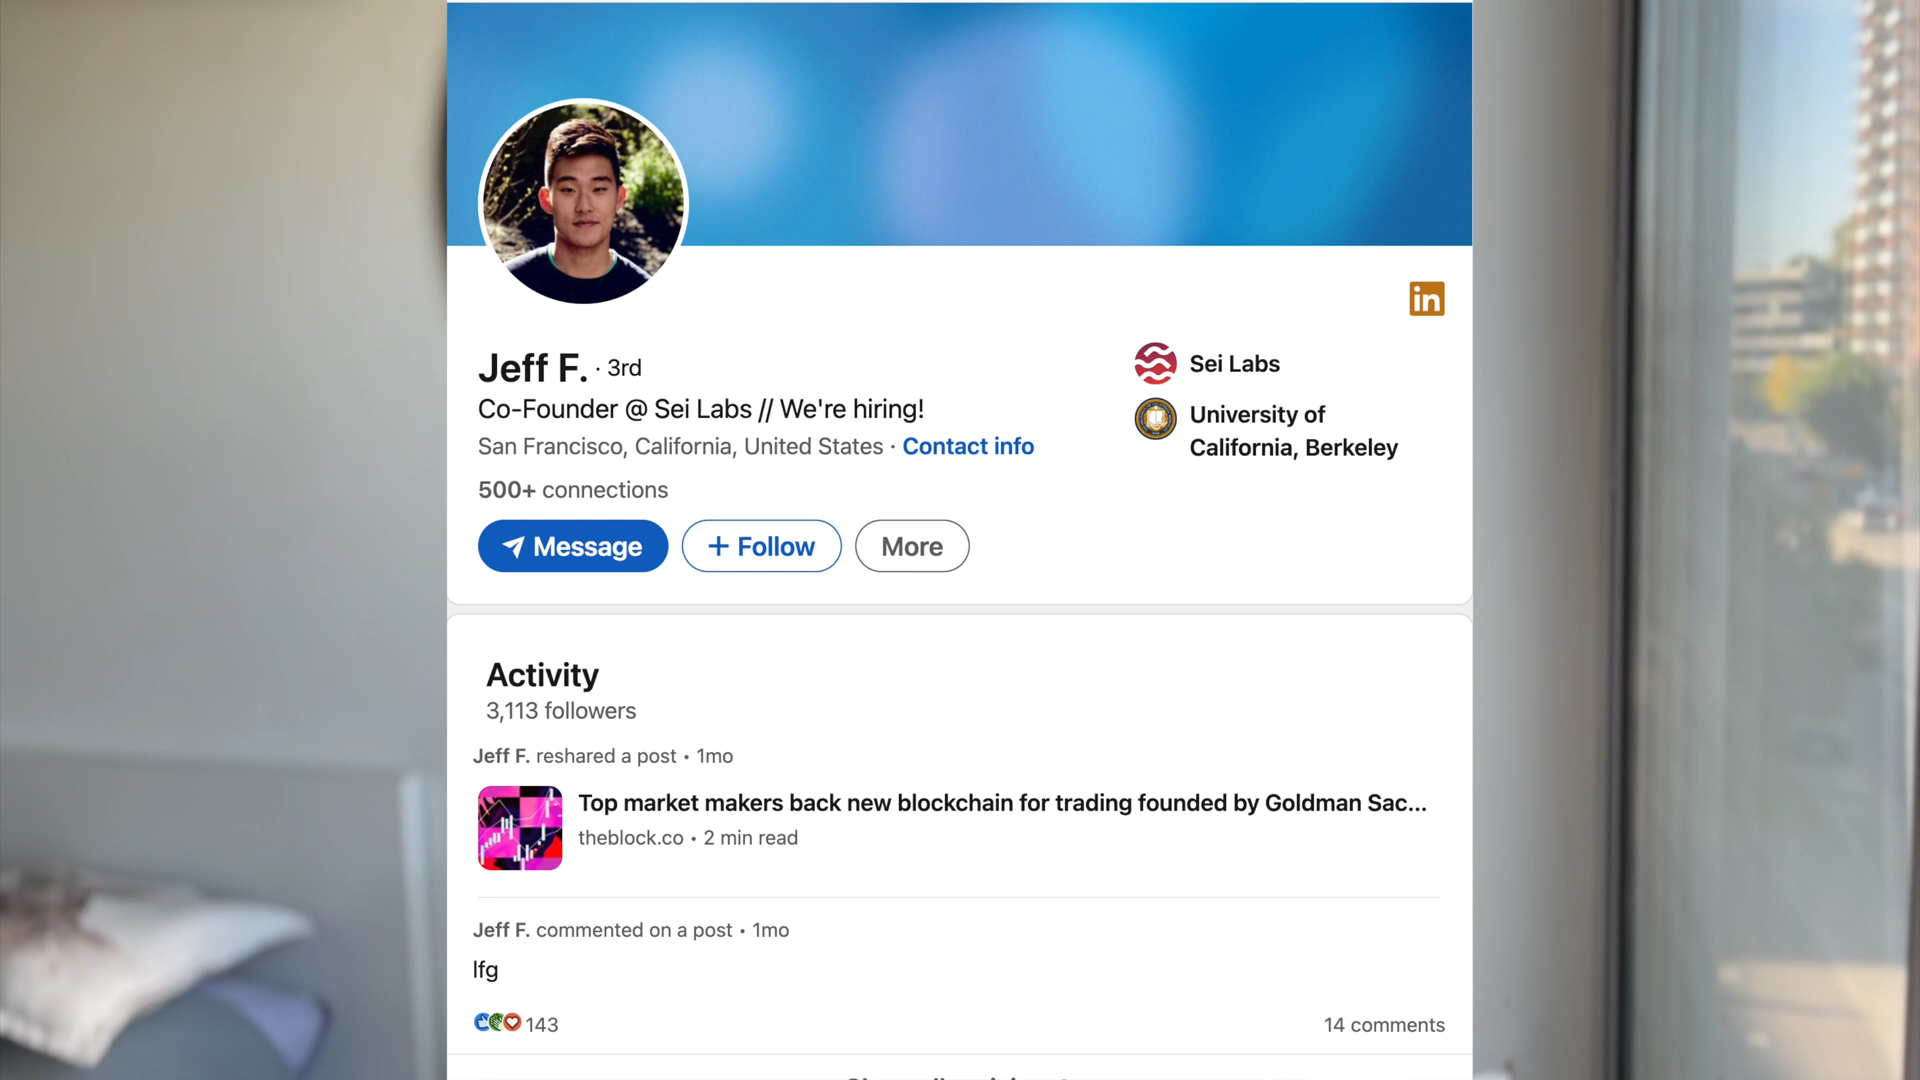 in
Jeff F. · 3rd
Co-Founder @ Sei Labs // We're hiring!
San Francisco, California, United States · Contact info
500+ connections
Message
+ Follow
More
Sei Labs
University of
California, Berkeley
Activity
3,113 followers
Jeff F. reshared a post • 1mo
Top market makers back new blockchain for trading founded by Goldman Sac...
theblock.co • 2 min read
Jeff F. commented on a post • 1mo
lfg
143
14 comments